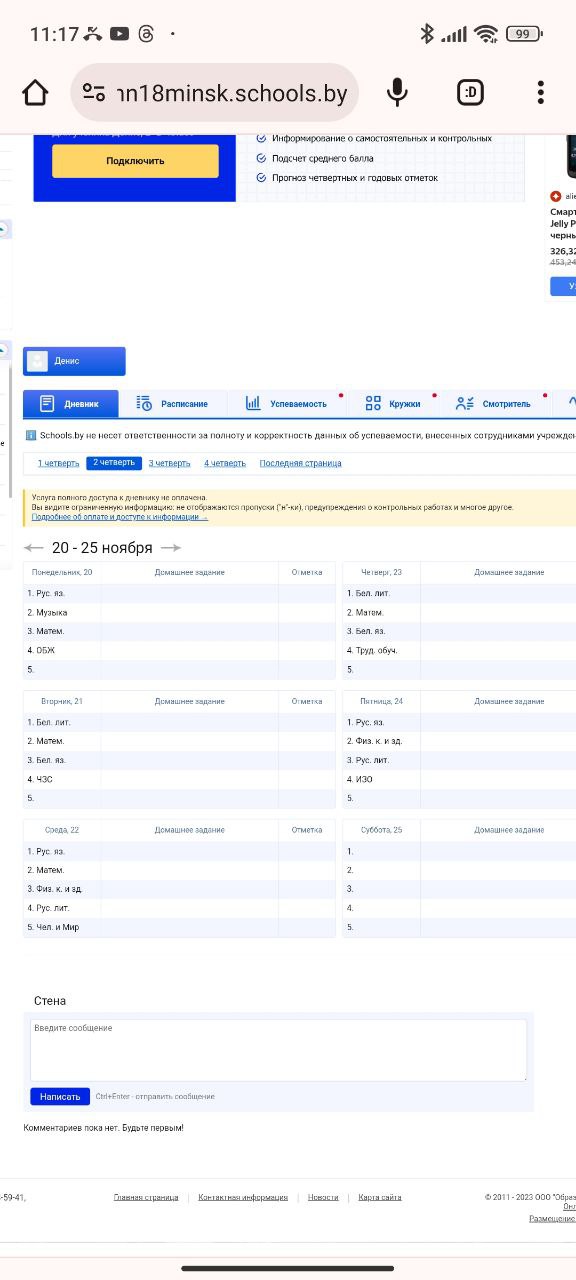 11:17
99
nn18minsk.schools.by
:D
Информирование о самостоятельных и контрольных
Подключить
Подсчет среднего балла
Прогноз четвертных и годовых отметок
alie
Смарт
Jelly P
черны
326,32
453,24
Денис
Дневник
Расписание
Успеваемость
Кружки
Смотритель
Schools.by не несет ответственности за полноту и корректность данных об успеваемости, внесенных сотрудниками учрежден
1 четверть 2 четверть 3 четверть 4 четверть Последняя страница
Услуга полного доступа к дневнику не оплачена.
Вы видите ограниченную информацию: не отображаются пропуски ("н"-ки), предупреждения о контрольных работах и многое другое.
Подробнее об оплате и доступе к информации →
← 20 - 25 ноября →
Понедельник, 20 Домашнее задание Отметка
1. Рус. яз.
2. Музыка
3. Матем.
4. ОБЖ
5.
Четверг, 23 Домашнее задание
1. Бел. лит.
2. Матем.
3. Бел. яз.
4. Труд. обуч.
5.
Вторник, 21 Домашнее задание Отметка
1. Бел. лит.
2. Матем.
3. Бел. яз.
4. ЧЗС
5.
Пятница, 24 Домашнее задание
1. Рус. яз.
2. Физ. к. и зд.
3. Рус. лит.
4. ИЗО
5.
Среда, 22 Домашнее задание Отметка
1. Рус. яз.
2. Матем.
3. Физ. к. и зд.
4. Рус. лит.
5. Чел. и Мир
Суббота, 25 Домашнее задание
1.
2.
3.
4.
5.
Стена
Введите сообщение
Написать Ctrl+Enter - отправить сообщение
Комментариев пока нет. Будьте первым!
-59-41,
Главная страница Контактная информация Новости Карта сайта
© 2011 - 2023 ООО "Образ
Онл
Размещение